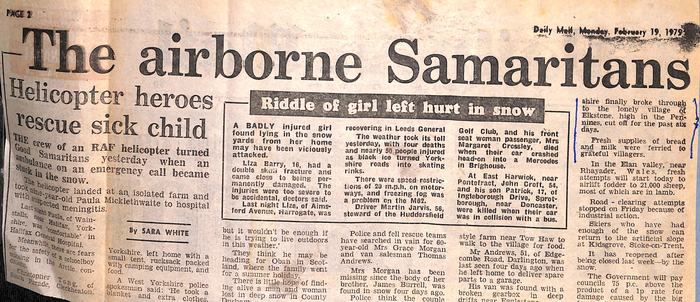 PAGE 2
Daily Mail, Monday, February 19, 1979
The airborne Samaritans
Helicopter heroes
rescue sick child
THE crew of an RAF helicopter turned
Good Samaritans yesterday when an
ambulance on an emergency call became
stuck in the snow.
The helicopter landed at an isolated farm and
took two-year-old Paula Micklethwaite to hospital
with suspected meningitis.
By SARA WHITE
Yorkshire, left home with a
small tent, rucksack packed
with camping equipment, and
food.
A West Yorkshire police
spokesman said: 'He took a
blankets and extra clothes,
Riddle of girl left hurt in snow
A BADLY injured girl
found lying in the snow
yards from her home
may have been viciously
attacked.
Liza Barry, 16, had a
double skull fracture and
came close to being per-
manently damaged. The
injuries were too severe to
be accidental, doctors said.
Last night Liza, of Ains-
ford Avenue, Harrogate, was
recovering in Leeds General
The weather took its toll
yesterday, with four deaths
and nearly 50 people injured
as black ice turned York-
shire roads into skating
rinks.
There were speed restric-
tions of 20 m.p.h. on motor-
ways, and freezing fog was
a problem on the M62.
Driver Martin Jarvis, 56,
steward of the Huddersfield
Golf Club, and his front
seat woman passenger, Mrs
Margaret Crossley, died
when their car crashed
head-on into a Mercedes
in Brighouse.
At East Harwick, near
Pontefract, John Croft, 54,
and his son Patrick, 17, of
Ingleborough Drive, Sprot-
borough, near Doncaster,
were killed when their car
was in collision with a bus.
but it wouldn't be enough if
he is trying to live outdoors
in this weather.'
'They think he may be
heading for Oban in Scot-
land, where the family went
for a summer holiday.'
There is little hope of find-
ing alive a man and woman
lost in deep snow in County
Police and fell rescue teams
have searched in vain for 60-
year-old Mrs Grace Morgan
and van salesman Thomas
Andrews.
Mrs Morgan has been
missing since the body of her
brother, James Burrell, was
found in snow four days ago.
Police think the couple
style farm near Tow Haw to
walk to the village for food.
Mr Andrews, 51, of Edge-
combe Road, Darlington, was
last seen four days ago when
he left home to deliver spare
parts to a garage.
His van was found with a
broken gearbox in deep
shire finally broke through
to the lonely village of
Elkstone, high in the Pen-
nines, cut off for the past six
days.
Fresh supplies of bread
and milk were ferried to
grateful villagers.
In the Elan valley, near
Rhayader, Wales, fresh
attempts will start today to
airlift fodder to 21,000 sheep,
most of which are in lamb.
Road-clearing attempts
stopped on Friday because of
industrial action.
Skiers who have had
enough of the snow can
return to the artificial slope
at Kidsgrove, Stoke-on-Trent.
It has reopened after
being closed last week—by the
snow.
The Government will pay
councils 75 p.c. above the
product of a 1p rate for
damage caused by the